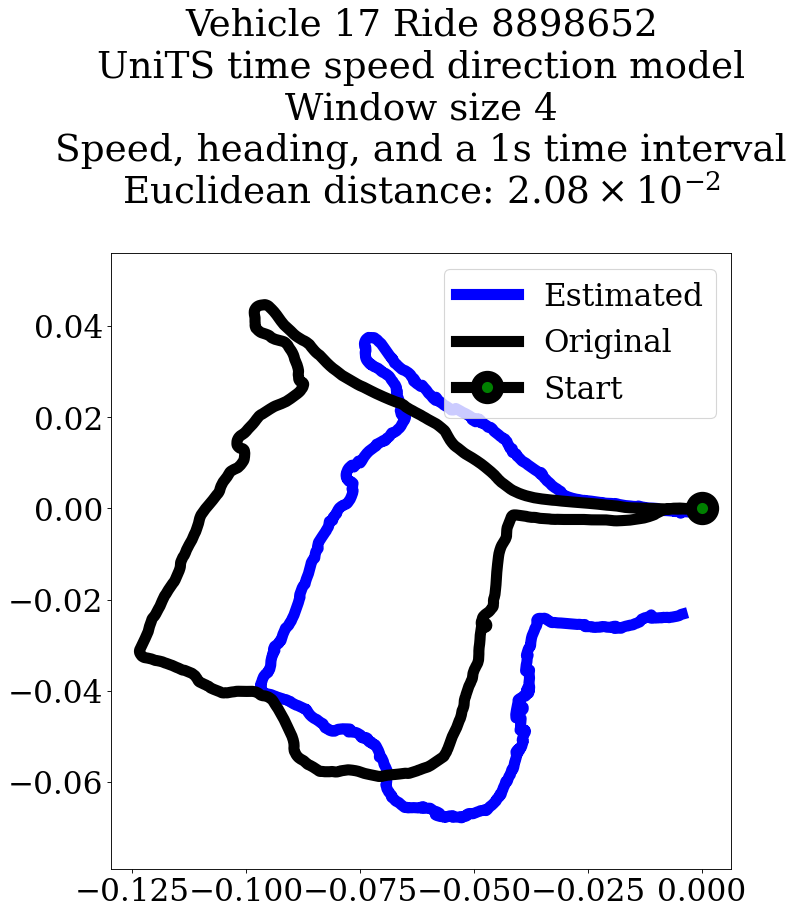 Vehicle 17 Ride 8898652
UniTS time speed direction model
Window size 4
Speed, heading, and a 1s time interval
Euclidean distance: 2.08 × 10⁻²
Estimated
Original
Start
0.04
0.02
0.00
−0.02
−0.04
−0.06
−0.125 −0.100 −0.075 −0.050 −0.025 0.000